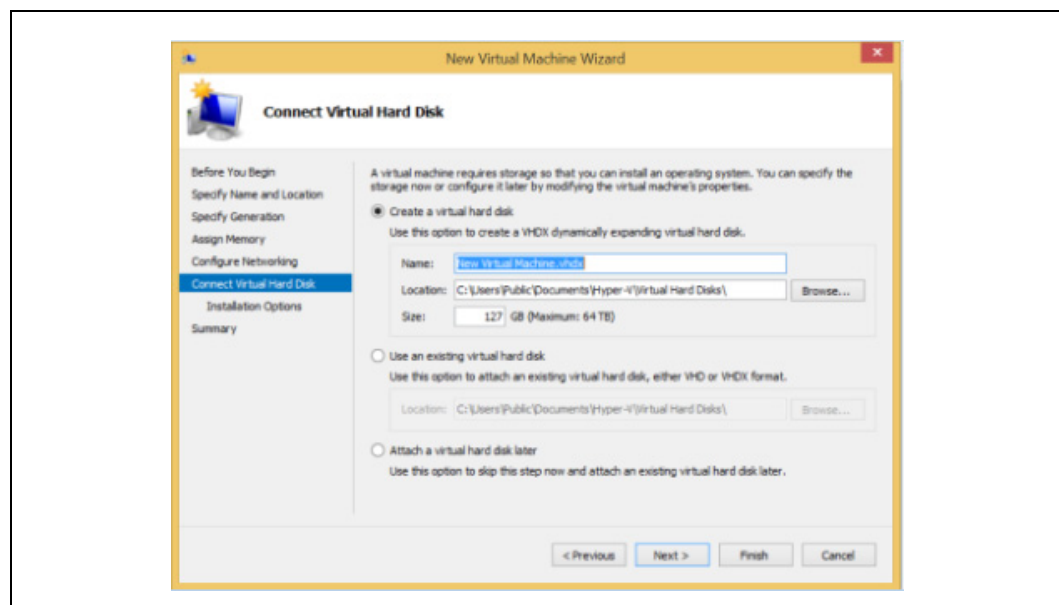 New Virtual Machine Wizard
Connect Virtual Hard Disk
Before You Begin
Specify Name and Location
Specify Generation
Assign Memory
Configure Networking
Connect Virtual Hard Disk
Installation Options
Summary
A virtual machine requires storage so that you can install an operating system. You can specify the
storage now or configure it later by modifying the virtual machine's properties.
Create a virtual hard disk
Use this option to create a VHDX dynamically expanding virtual hard disk.
Name: New Virtual Machine.vhdx
Location: C:\Users\Public\Documents\Hyper-V\Virtual Hard Disks\ Browse...
Size: 127 GB (Maximum: 64 TB)
Use an existing virtual hard disk
Use this option to attach an existing virtual hard disk, either VHD or VHDX format.
Location: C:\Users\Public\Documents\Hyper-V\Virtual Hard Disks\ Browse...
Attach a virtual hard disk later
Use this option to skip this step now and attach an existing virtual hard disk later.
< Previous Next > Finish Cancel